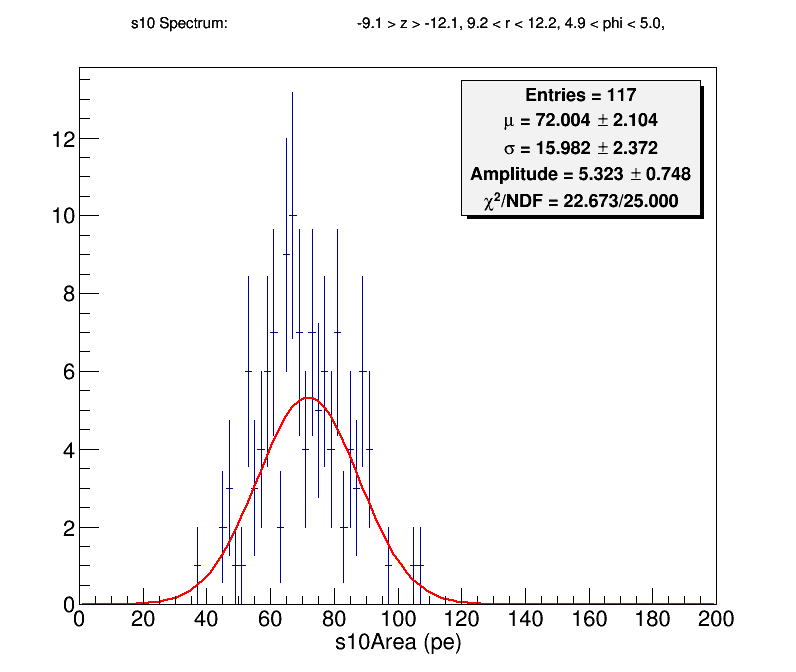 s10 Spectrum: -9.1 > z > -12.1, 9.2 < r < 12.2, 4.9 < phi < 5.0,
Entries = 117
μ = 72.004 ± 2.104
σ = 15.982 ± 2.372
Amplitude = 5.323 ± 0.748
χ²/NDF = 22.673/25.000
12
10
8
6
4
2
0
0 20 40 60 80 100 120 140 160 180 200
s10Area (pe)